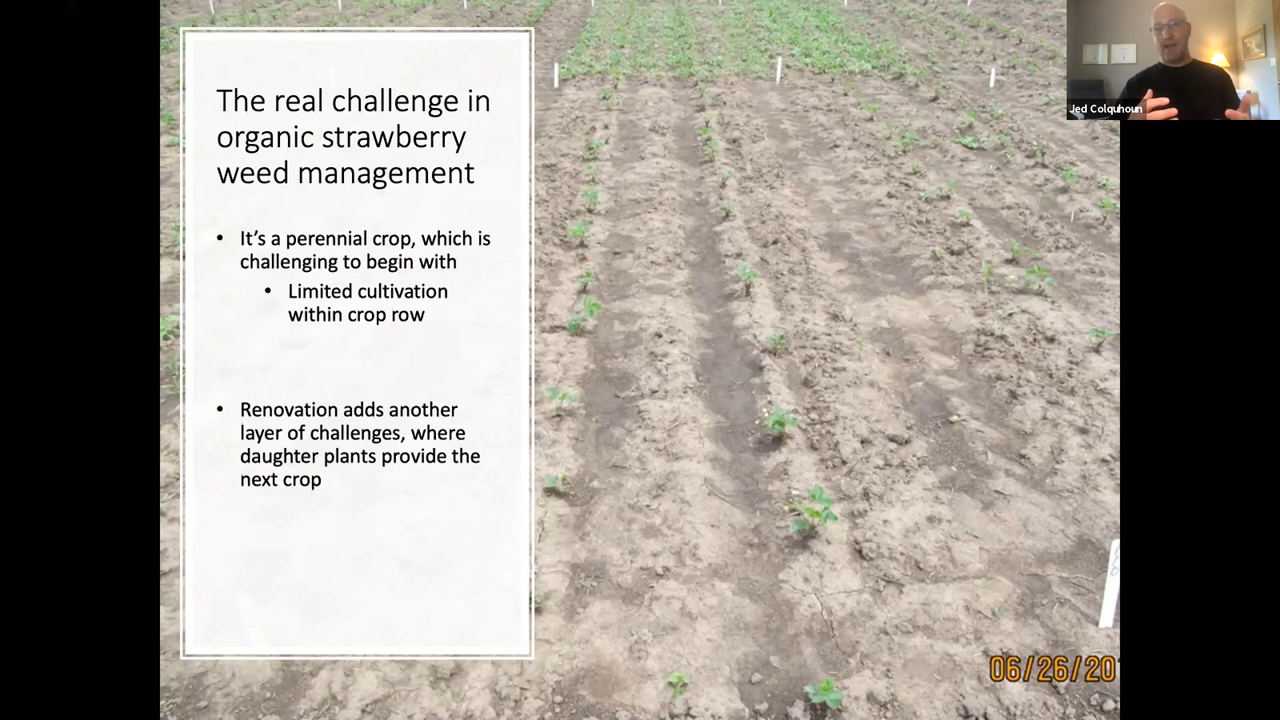 The real challenge in
organic strawberry
weed management
• It's a perennial crop, which is
challenging to begin with
• Limited cultivation
within crop row
• Renovation adds another
layer of challenges, where
daughter plants provide the
next crop
Jed Colquhoun
06/26/20